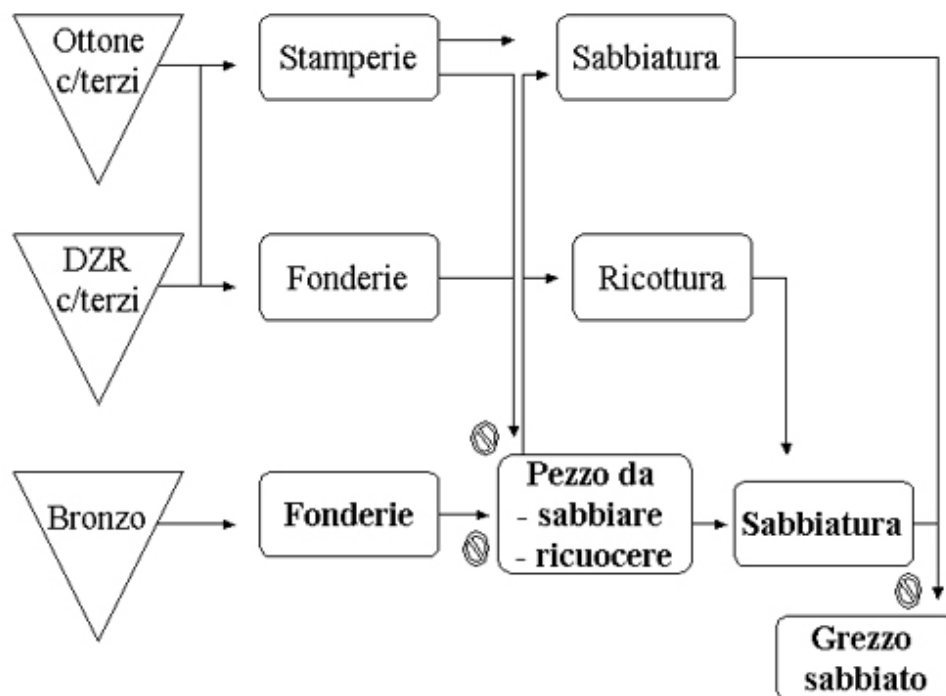 Ottone
c/terzi
Stamperie
Sabbiatura
DZR
c/terzi
Fonderie
Ricottura
Bronzo
Fonderie
Pezzo da
- sabbiare
- ricuocere
Sabbiatura
Grezzo
sabbiato